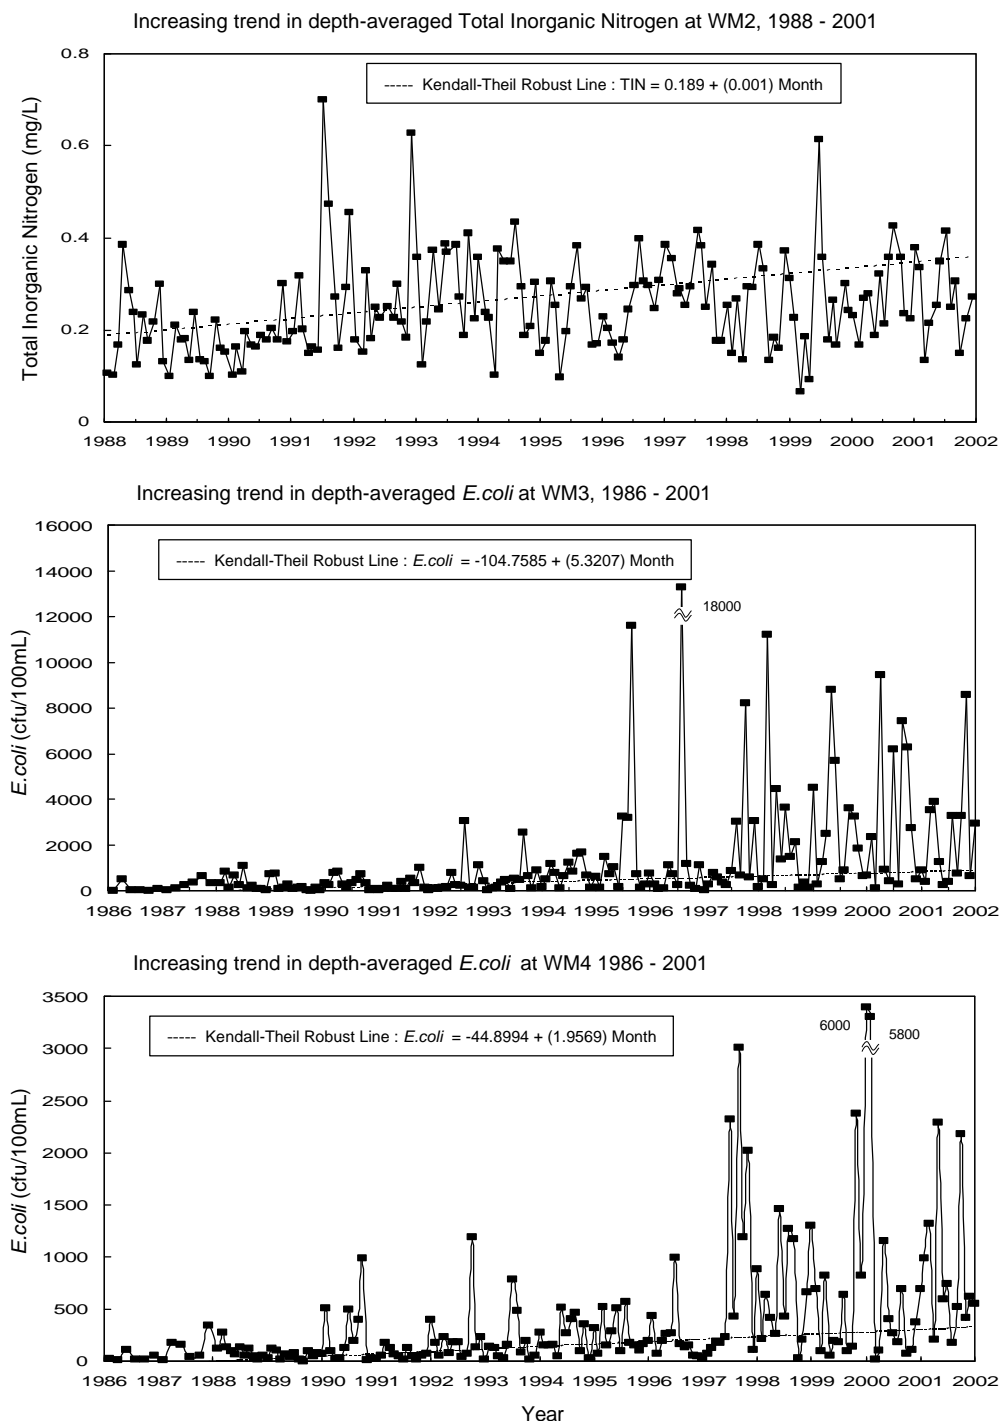 Increasing trend in depth-averaged Total Inorganic Nitrogen at WM2, 1988 - 2001
0.8
0.6
0.4
0.2
0
Total Inorganic Nitrogen (mg/L)
----- Kendall-Theil Robust Line : TIN = 0.189 + (0.001) Month
1988 1989 1990 1991 1992 1993 1994 1995 1996 1997 1998 1999 2000 2001 2002
Increasing trend in depth-averaged E.coli at WM3, 1986 - 2001
16000
14000
12000
10000
8000
6000
4000
2000
0
E.coli (cfu/100mL)
----- Kendall-Theil Robust Line : E.coli = -104.7585 + (5.3207) Month
18000
1986 1987 1988 1989 1990 1991 1992 1993 1994 1995 1996 1997 1998 1999 2000 2001 2002
Increasing trend in depth-averaged E.coli at WM4 1986 - 2001
3500
3000
2500
2000
1500
1000
500
0
E.coli (cfu/100mL)
----- Kendall-Theil Robust Line : E.coli = -44.8994 + (1.9569) Month
6000
5800
1986 1987 1988 1989 1990 1991 1992 1993 1994 1995 1996 1997 1998 1999 2000 2001 2002
Year